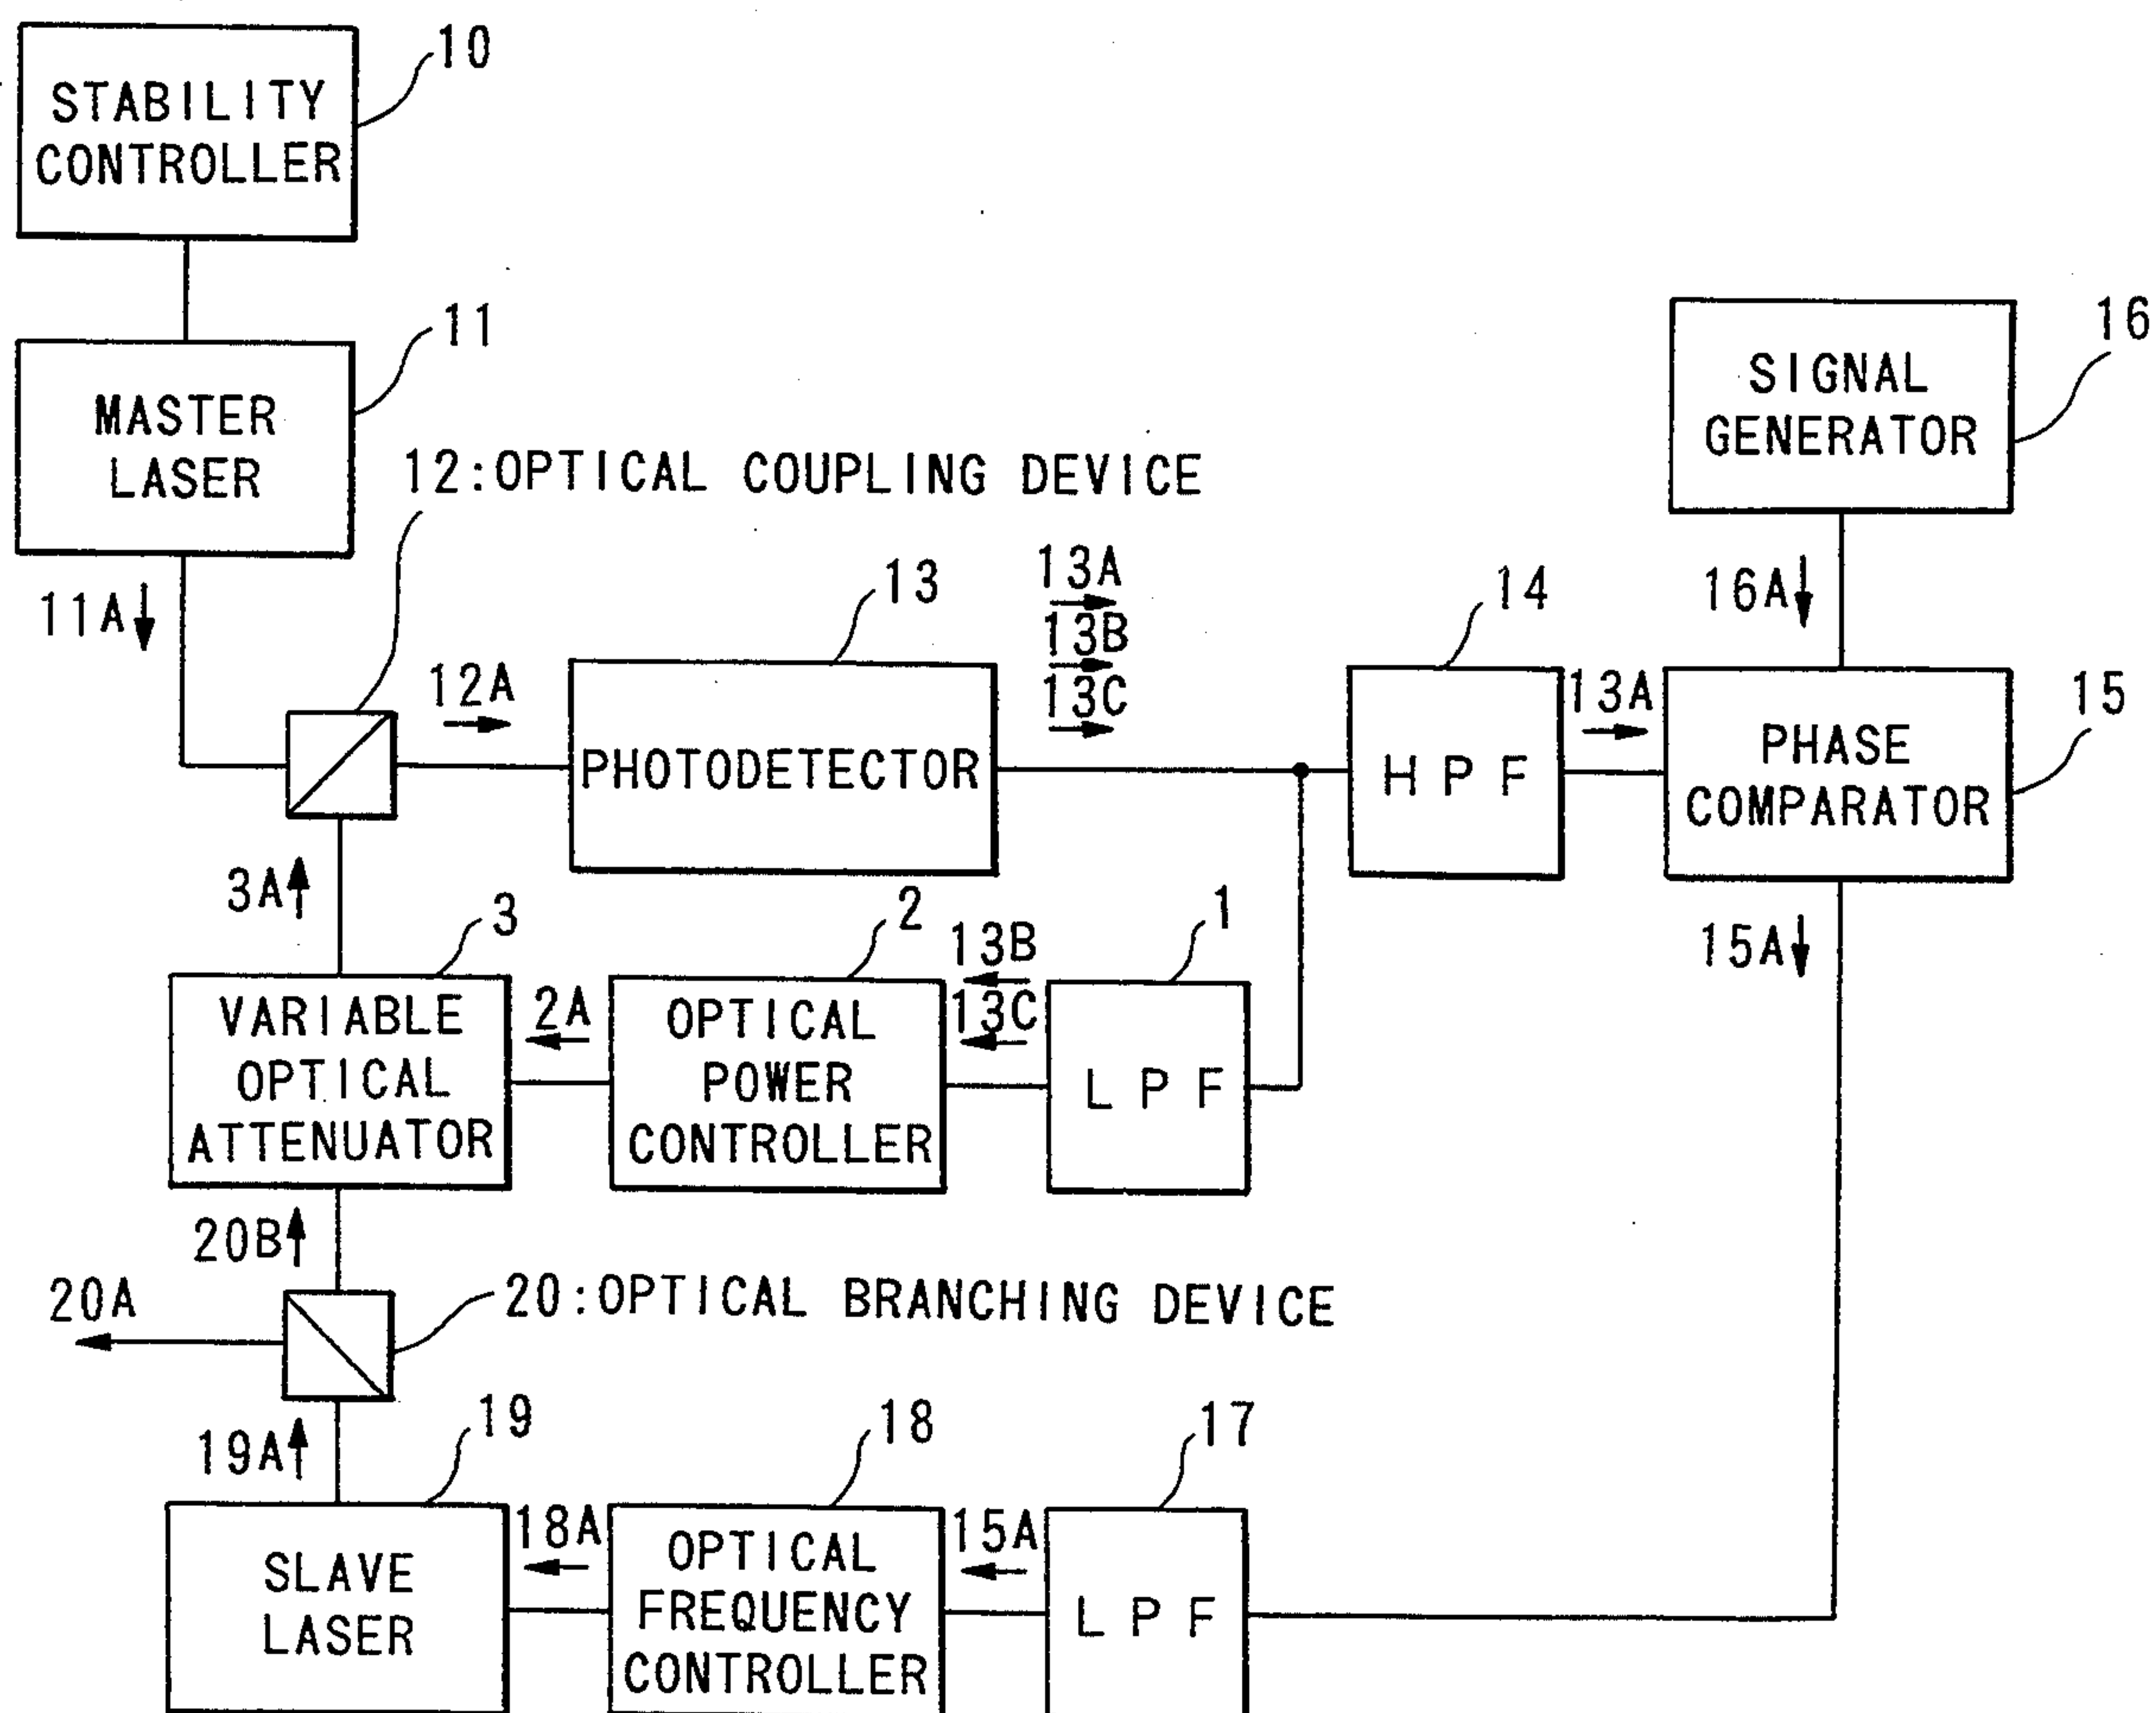 10
STABILITY
CONTROLLER
11
MASTER
LASER
16
SIGNAL
GENERATOR
12:OPTICAL COUPLING DEVICE
11A
12A
13
13A
13B
13C
14
16A
13A
15
PHOTODETECTOR
H P F
PHASE
COMPARATOR
3A
3
2
13B
13C
1
15A
VARIABLE
OPTICAL
ATTENUATOR
2A
OPTICAL
POWER
CONTROLLER
L P F
20B
20A
20:OPTICAL BRANCHING DEVICE
19A
19
18
17
SLAVE
LASER
18A
OPTICAL
FREQUENCY
CONTROLLER
15A
L P F